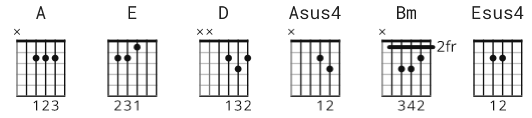 A E D Asus4 Bm Esus4
× ×× × ×
2fr
123 231 132 12 342 12